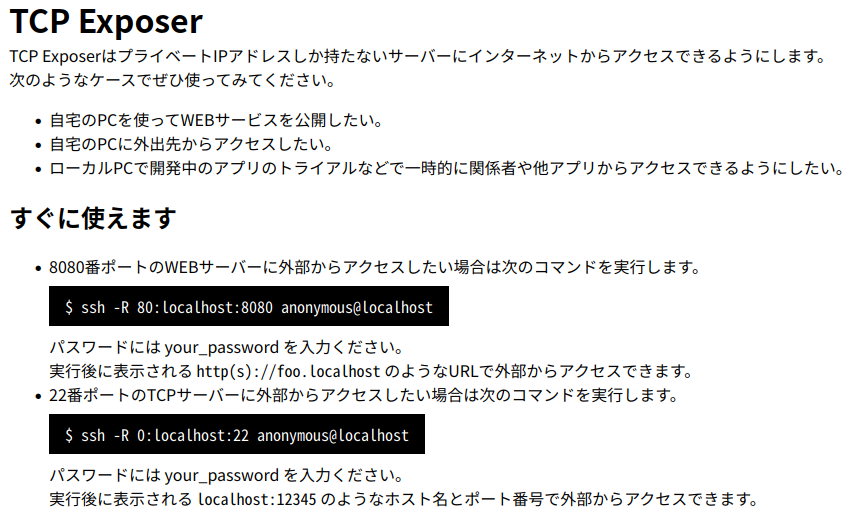 TCP Exposer
TCP ExposerはプライベートIPアドレスしか持たないサーバーにインターネットからアクセスできるようにします。
次のようなケースでぜひ使ってみてください。
• 自宅のPCを使ってWEBサービスを公開したい。
• 自宅のPCに外出先からアクセスしたい。
• ローカルPCで開発中のアプリのトライアルなどで一時的に関係者や他アプリからアクセスできるようにしたい。
すぐに使えます
• 8080番ポートのWEBサーバーに外部からアクセスしたい場合は次のコマンドを実行します。
$ ssh -R 80:localhost:8080 anonymous@localhost
パスワードには your_password を入力ください。
実行後に表示される http(s)://foo.localhost のようなURLで外部からアクセスできます。
• 22番ポートのTCPサーバーに外部からアクセスしたい場合は次のコマンドを実行します。
$ ssh -R 0:localhost:22 anonymous@localhost
パスワードには your_password を入力ください。
実行後に表示される localhost:12345 のようなホスト名とポート番号で外部からアクセスできます。